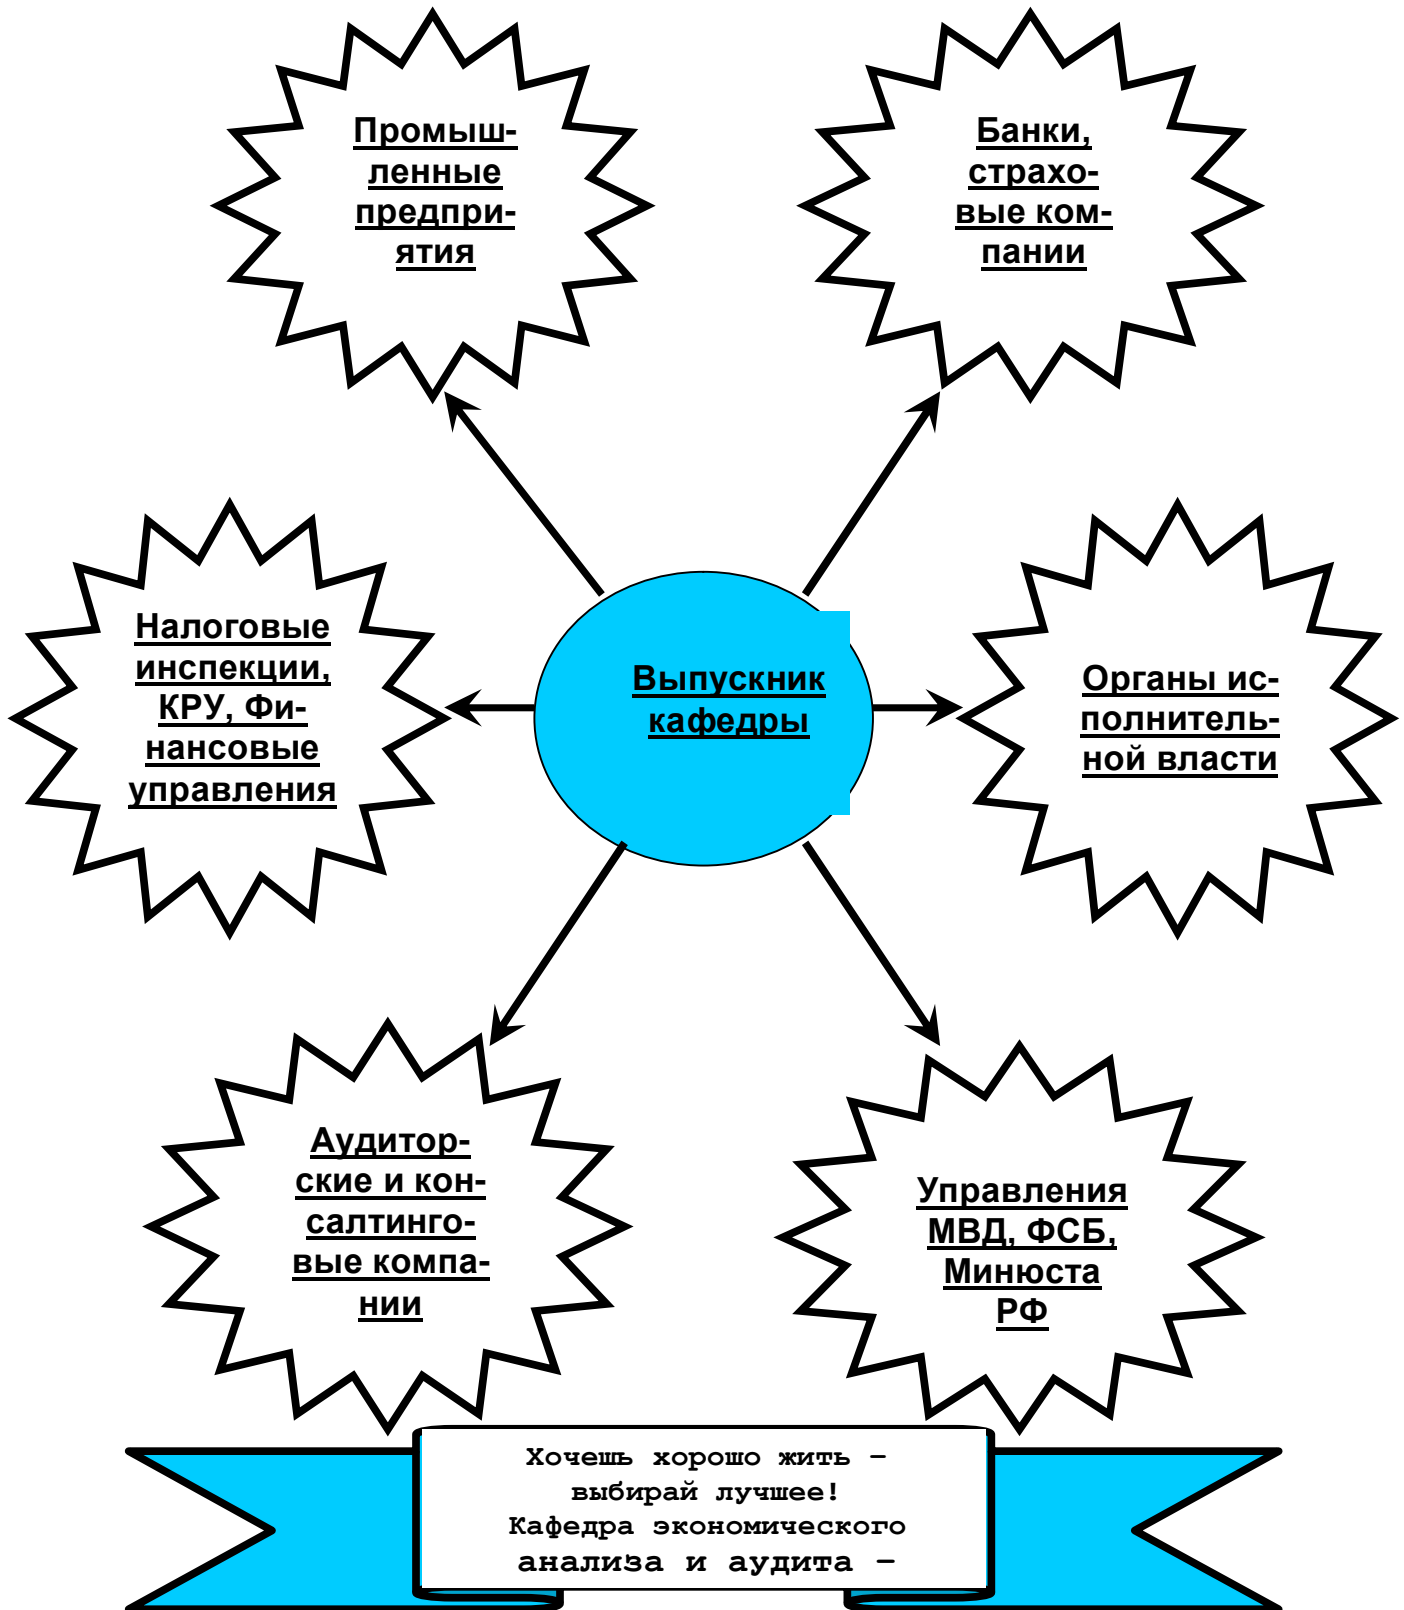 Промыш-
ленные
предпри-
ятия
Банки,
страхо-
вые ком-
пании
Налоговые
инспекции,
КРУ, Фи-
нансовые
управления
Выпускник
кафедры
Органы ис-
полнитель-
ной власти
Аудитор-
ские и кон-
салтинго-
вые компа-
нии
Управления
МВД, ФСБ,
Минюста
РФ
Хочешь хорошо жить –
выбирай лучшее!
Кафедра экономического
анализа и аудита –